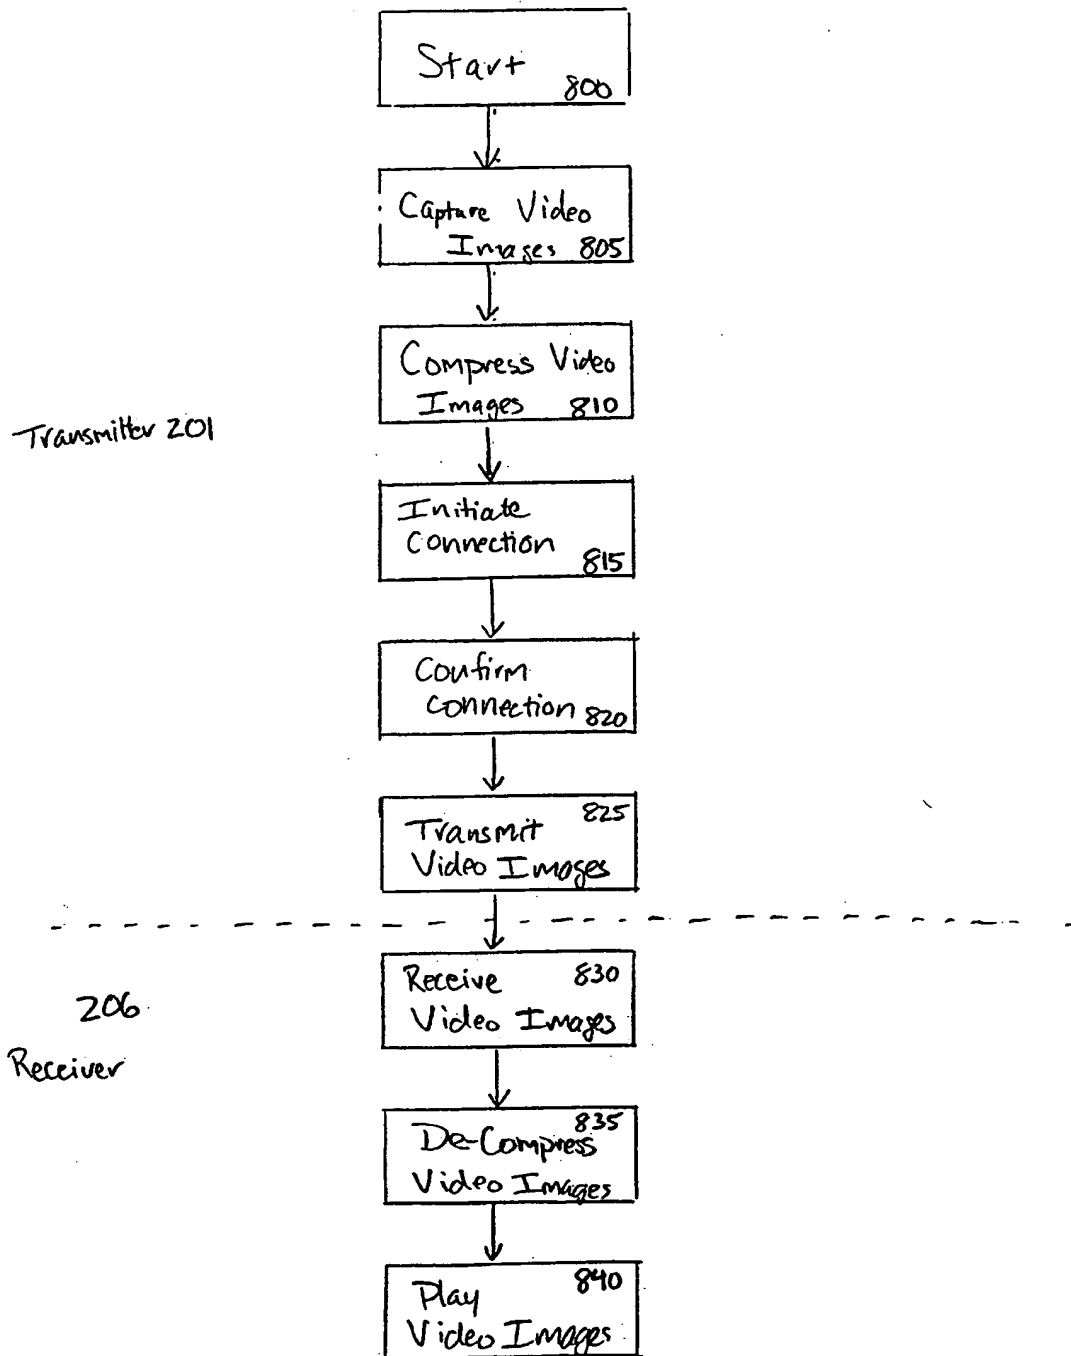 Start
800
Capture Video
Images 805
Compress Video
Images 810
Transmitter 201
Initiate
Connection
815
Confirm
Connection 820
825
Transmit
Video Images
Receive 830
Video Images
206
Receiver
835
De-Compress
Video Images
840
Play
Video Images